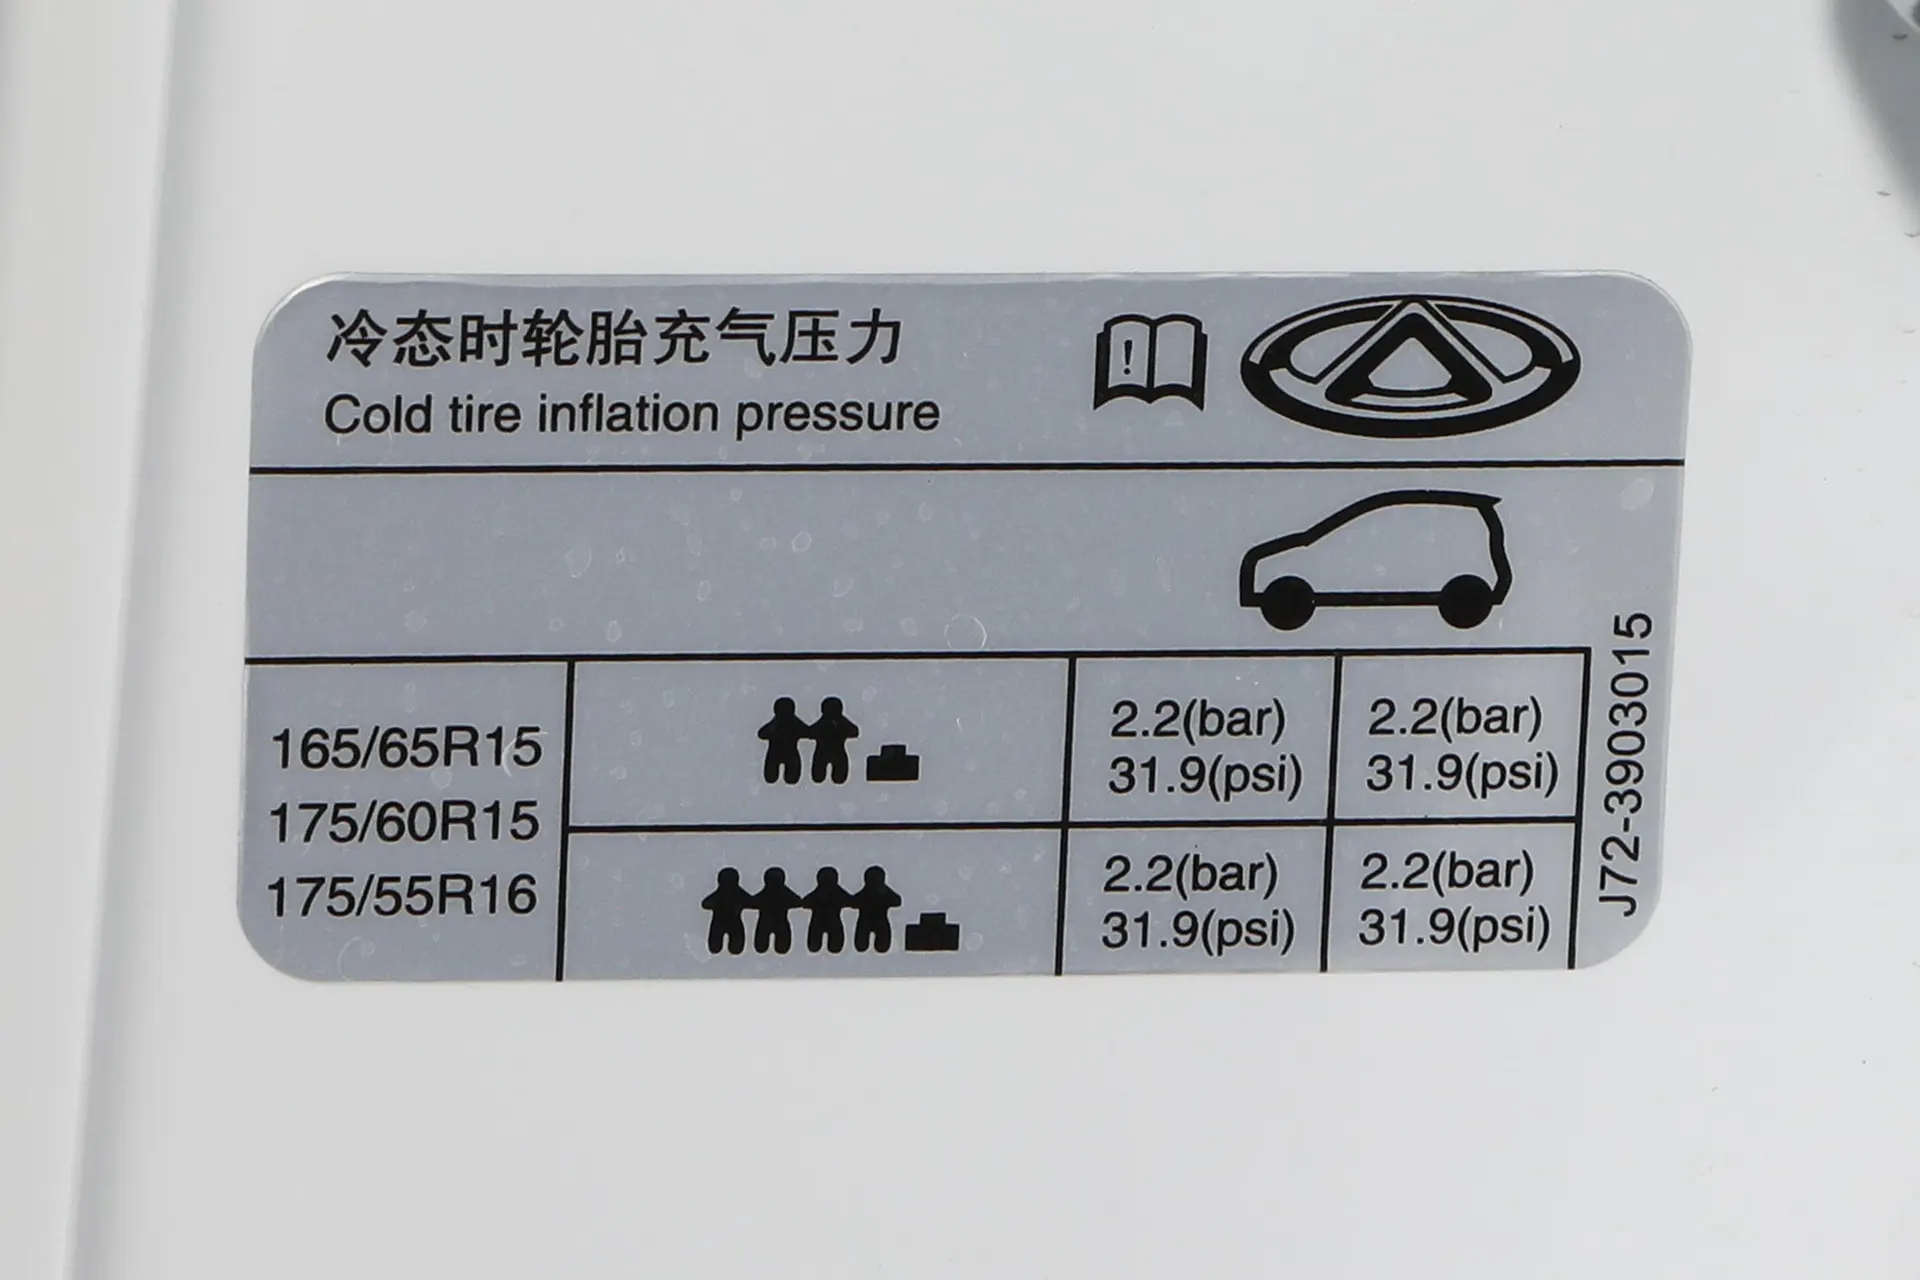 冷态时轮胎充气压力
Cold tire inflation pressure
165/65R15
175/60R15
175/55R16
2.2(bar)
31.9(psi)
2.2(bar)
31.9(psi)
2.2(bar)
31.9(psi)
2.2(bar)
31.9(psi)
J72-3903015